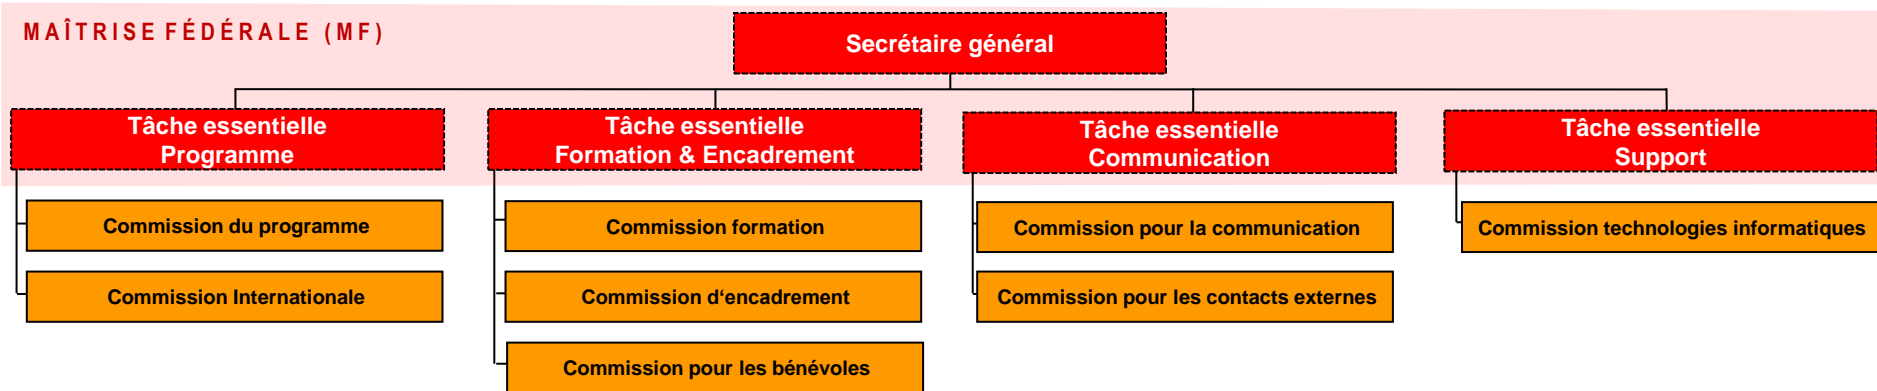 MAÎTRISE FÉDÉRALE (MF)
Secrétaire général
Tâche essentielle
Programme
Tâche essentielle
Formation & Encadrement
Tâche essentielle
Communication
Tâche essentielle
Support
Commission du programme
Commission Internationale
Commission formation
Commission d‘encadrement
Commission pour les bénévoles
Commission pour la communication
Commission pour les contacts externes
Commission technologies informatiques